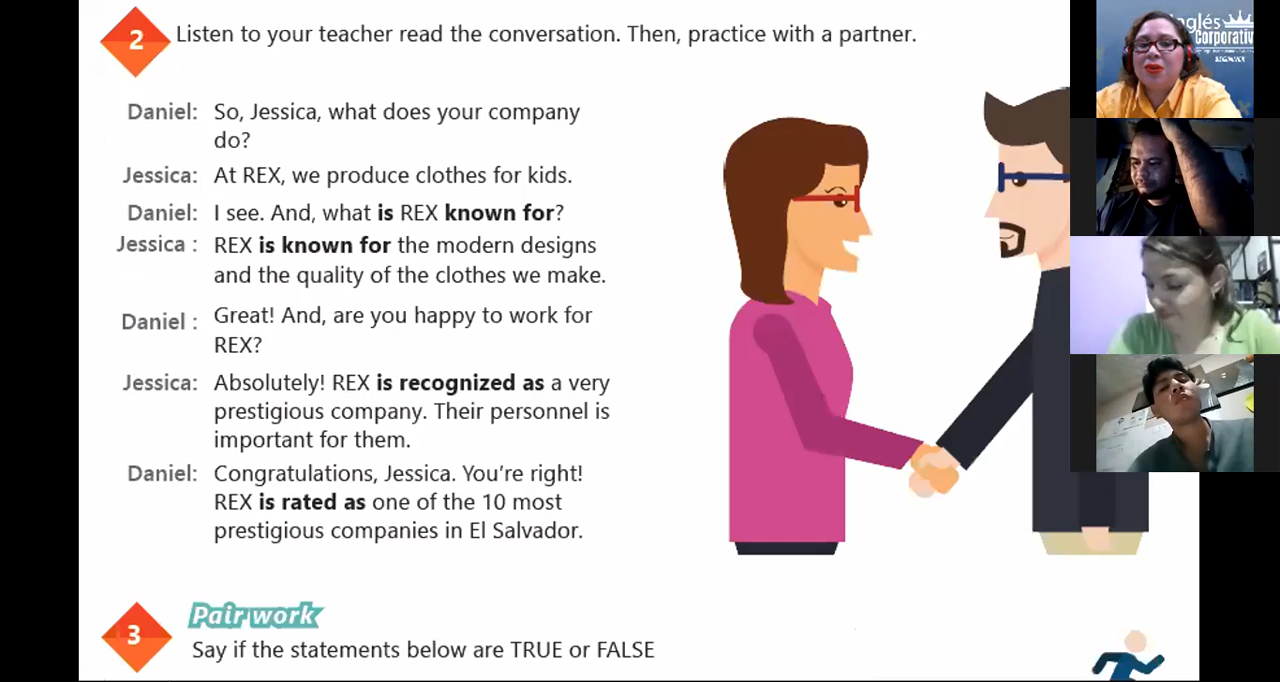 2 Listen to your teacher read the conversation. Then, practice with a partner.
Daniel: So, Jessica, what does your company
do?
Jessica: At REX, we produce clothes for kids.
Daniel: I see. And, what is REX known for?
Jessica : REX is known for the modern designs
and the quality of the clothes we make.
Daniel : Great! And, are you happy to work for
REX?
Jessica: Absolutely! REX is recognized as a very
prestigious company. Their personnel is
important for them.
Daniel: Congratulations, Jessica. You're right!
REX is rated as one of the 10 most
prestigious companies in El Salvador.
3 Pair work
Say if the statements below are TRUE or FALSE
Inglés
Corporativ
BEGINNER